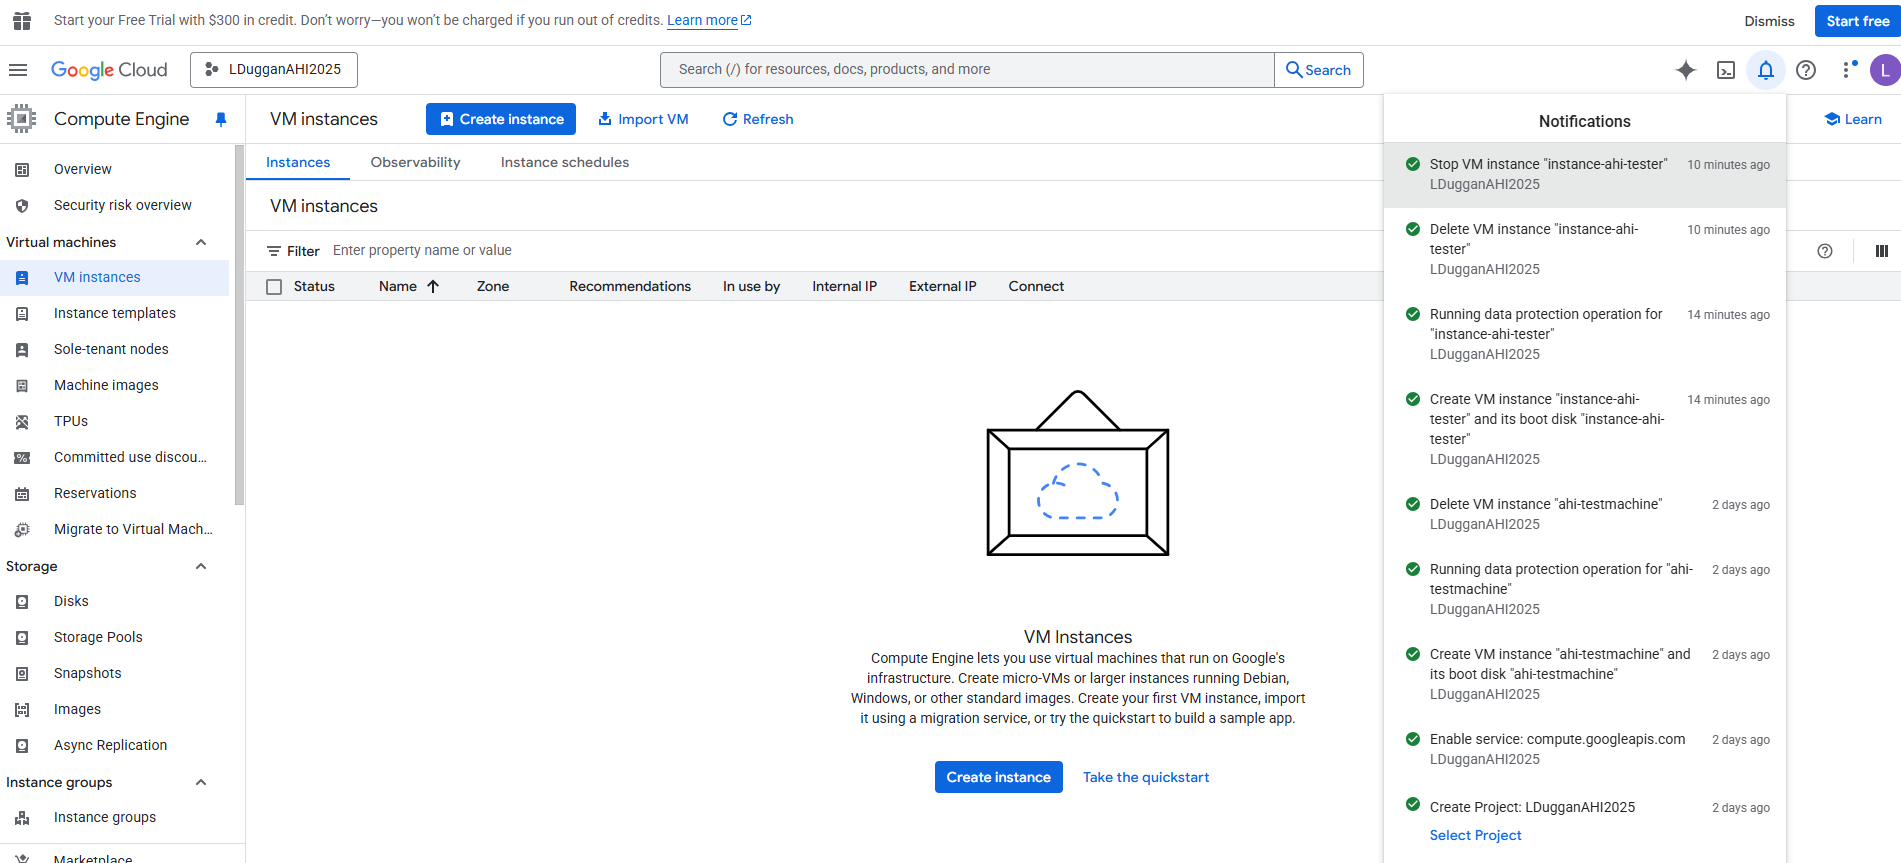 Start your Free Trial with $300 in credit. Don't worry—you won't be charged if you run out of credits. Learn more
Dismiss
Start free
Google Cloud
LDugganAHI2025
Search (/) for resources, docs, products, and more
Search
L
Compute Engine
VM instances
Create instance
Import VM
Refresh
Learn
Overview
Security risk overview
Virtual machines
VM instances
Instance templates
Sole-tenant nodes
Machine images
TPUs
Committed use discou...
Reservations
Migrate to Virtual Mach...
Storage
Disks
Storage Pools
Snapshots
Images
Async Replication
Instance groups
Instance groups
Marketplace
Instances
Observability
Instance schedules
VM instances
Filter
Enter property name or value
Status
Name
Zone
Recommendations
In use by
Internal IP
External IP
Connect
VM Instances
Compute Engine lets you use virtual machines that run on Google's
infrastructure. Create micro-VMs or larger instances running Debian,
Windows, or other standard images. Create your first VM instance, import
it using a migration service, or try the quickstart to build a sample app.
Create instance
Take the quickstart
Notifications
Stop VM instance "instance-ahi-tester"
10 minutes ago
LDugganAHI2025
Delete VM instance "instance-ahi-
tester"
10 minutes ago
LDugganAHI2025
Running data protection operation for
"instance-ahi-tester"
14 minutes ago
LDugganAHI2025
Create VM instance "instance-ahi-
tester" and its boot disk "instance-ahi-
tester"
14 minutes ago
LDugganAHI2025
Delete VM instance "ahi-testmachine"
2 days ago
LDugganAHI2025
Running data protection operation for "ahi-
testmachine"
2 days ago
LDugganAHI2025
Create VM instance "ahi-testmachine" and
its boot disk "ahi-testmachine"
2 days ago
LDugganAHI2025
Enable service: compute.googleapis.com
2 days ago
LDugganAHI2025
Create Project: LDugganAHI2025
2 days ago
Select Project